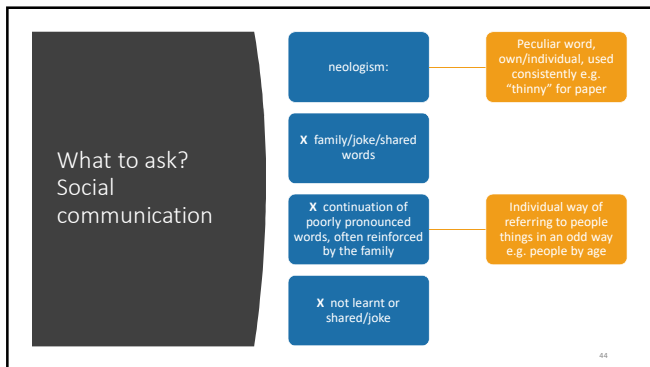 What to ask?
Social
communication
neologism:
Peculiar word,
own/individual, used
consistently e.g.
"thinny" for paper
X family/joke/shared
words
X continuation of
poorly pronounced
words, often reinforced
by the family
Individual way of
referring to people
things in an odd way
e.g. people by age
X not learnt or
shared/joke
44